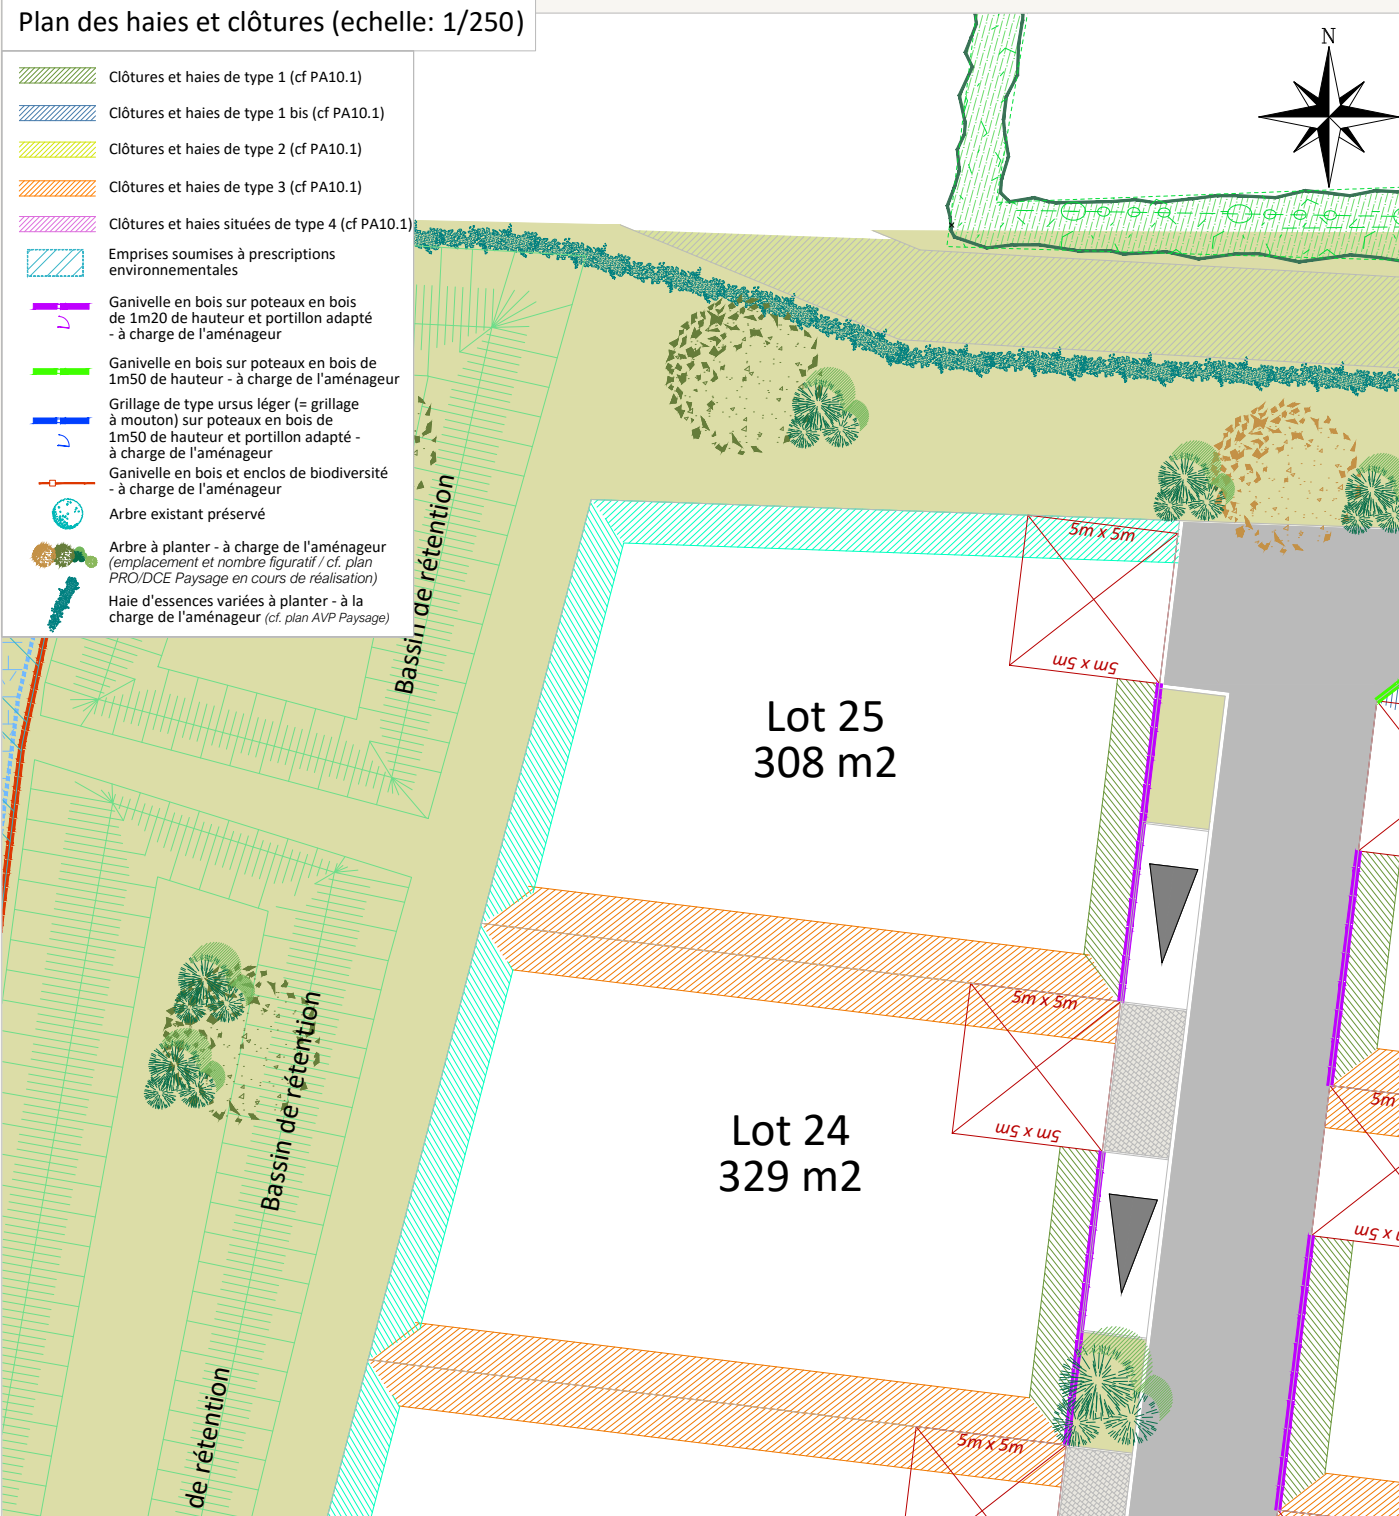 Plan des haies et clôtures (echelle: 1/250)
Clôtures et haies de type 1 (cf PA10.1)
Clôtures et haies de type 1 bis (cf PA10.1)
Clôtures et haies de type 2 (cf PA10.1)
Clôtures et haies de type 3 (cf PA10.1)
Clôtures et haies situées de type 4 (cf PA10.1)
Emprises soumises à prescriptions
environnementales
Ganivelle en bois sur poteaux en bois
de 1m20 de hauteur et portillon adapté
- à charge de l'aménageur
Ganivelle en bois sur poteaux en bois de
1m50 de hauteur - à charge de l'aménageur
Grillage de type ursus léger (= grillage
à mouton) sur poteaux en bois de
1m50 de hauteur et portillon adapté -
à charge de l'aménageur
Ganivelle en bois et enclos de biodiversité
- à charge de l'aménageur
Arbre existant préservé
Arbre à planter - à charge de l'aménageur
(emplacement et nombre figuratif / cf. plan
PRO/DCE Paysage en cours de réalisation)
Haie d'essences variées à planter - à la
charge de l'aménageur (cf. plan AVP Paysage)
N
Bassin de rétention
5m x 5m
5m x 5m
Lot 25
308 m2
Bassin de rétention
5m x 5m
5m x 5m
Lot 24
329 m2
5m
5m x
de rétention
5m x 5m